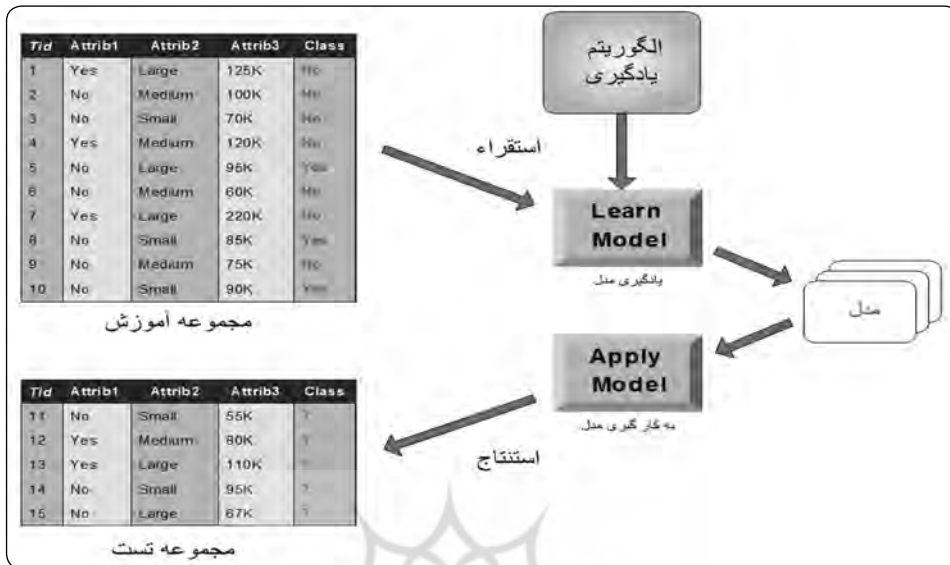 Tid Attrib1 Attrib2 Attrib3 Class
1 Yes Large 125K No
2 No Medium 100K No
3 No Small 70K No
4 Yes Medium 120K No
5 No Large 95K Yes
6 No Medium 60K No
7 Yes Large 220K No
8 No Small 85K Yes
9 No Medium 75K No
10 No Small 90K Yes
مجموعه آموزش
الگوریتم
یادگیری
استقراء
Learn
Model
یادگیری مدل
مدل
Apply
Model
به کار گیری مدل
استنتاج
Tid Attrib1 Attrib2 Attrib3 Class
11 No Small 55K ?
12 Yes Medium 80K ?
13 Yes Large 110K ?
14 No Small 95K ?
15 No Large 67K ?
مجموعه تست